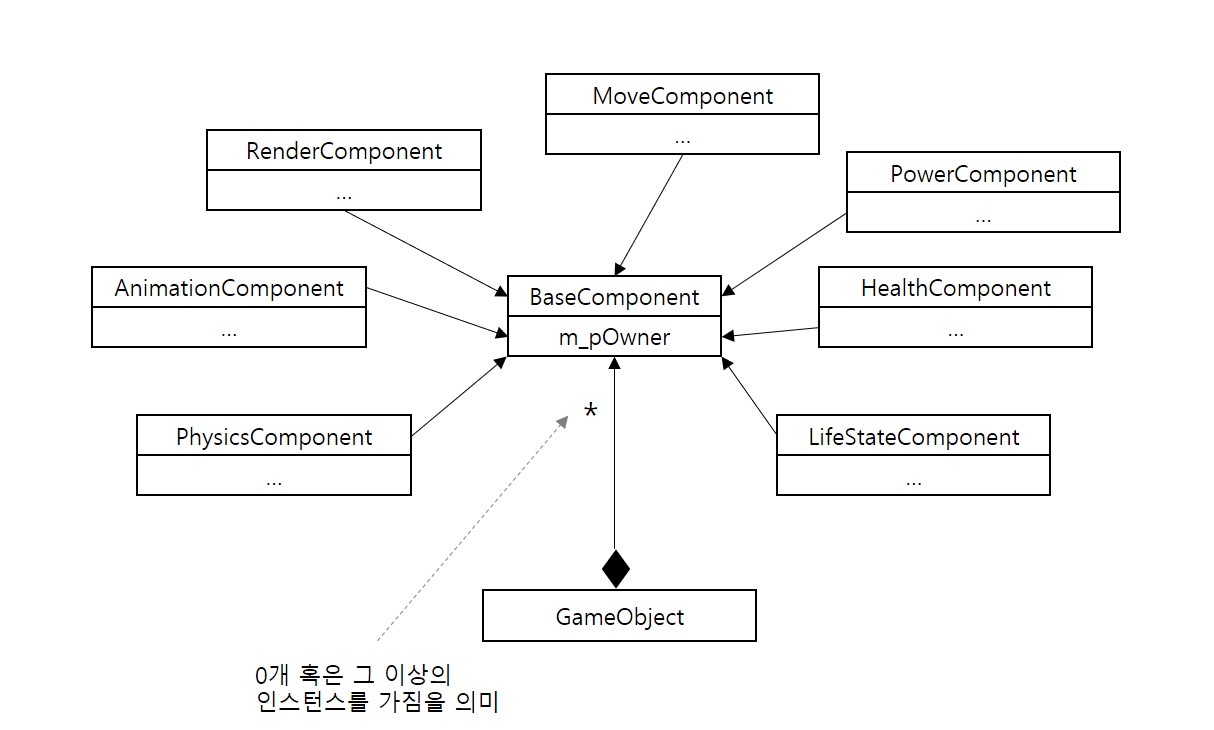 MoveComponent
...
RenderComponent
...
PowerComponent
...
AnimationComponent
...
BaseComponent
m_pOwner
HealthComponent
...
*
PhysicsComponent
...
LifeStateComponent
...
GameObject
0개 혹은 그 이상의
인스턴스를 가짐을 의미